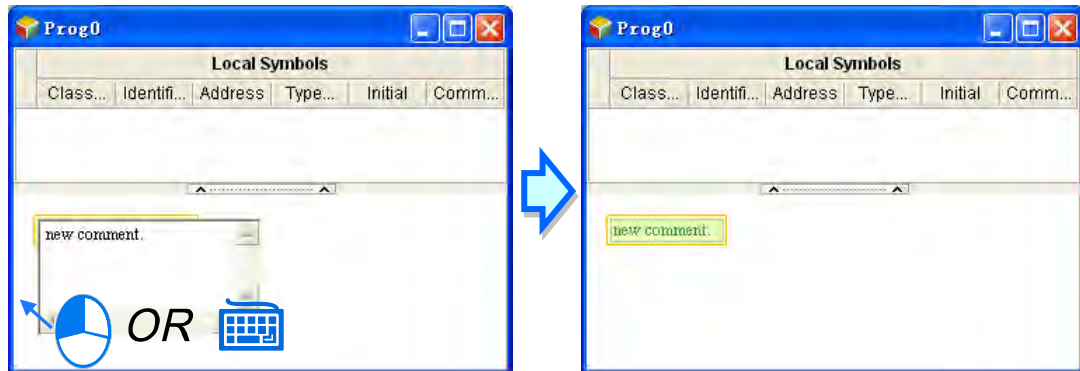 Prog0
Local Symbols
Class... Identifi... Address Type... Initial Comm...
new comment.
OR
Prog0
Local Symbols
Class... Identifi... Address Type... Initial Comm...
new comment.